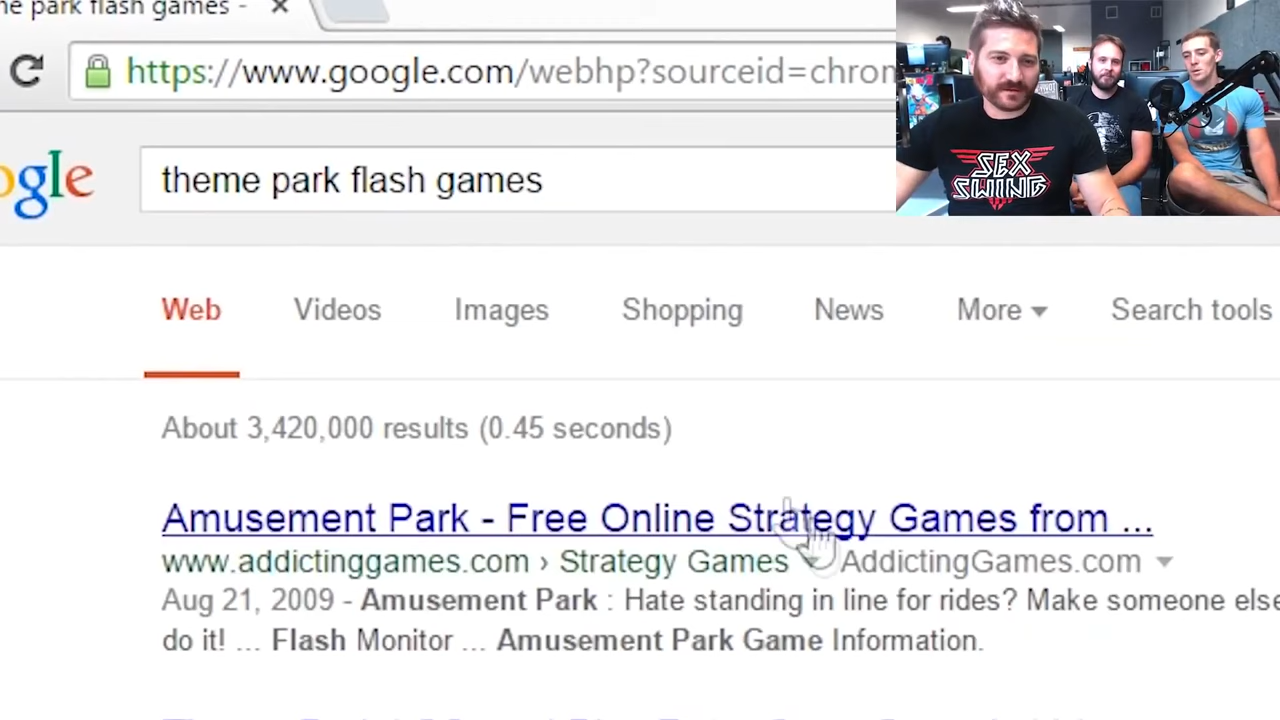 me park flash games -
https://www.google.com/webhp?sourceid=chrom
ogle
theme park flash games
SEX
SWING
Web Videos Images Shopping News More Search tools
About 3,420,000 results (0.45 seconds)
Amusement Park - Free Online Strategy Games from ...
www.addictinggames.com › Strategy Games AddictingGames.com
Aug 21, 2009 - Amusement Park : Hate standing in line for rides? Make someone else
do it! ... Flash Monitor ... Amusement Park Game Information.